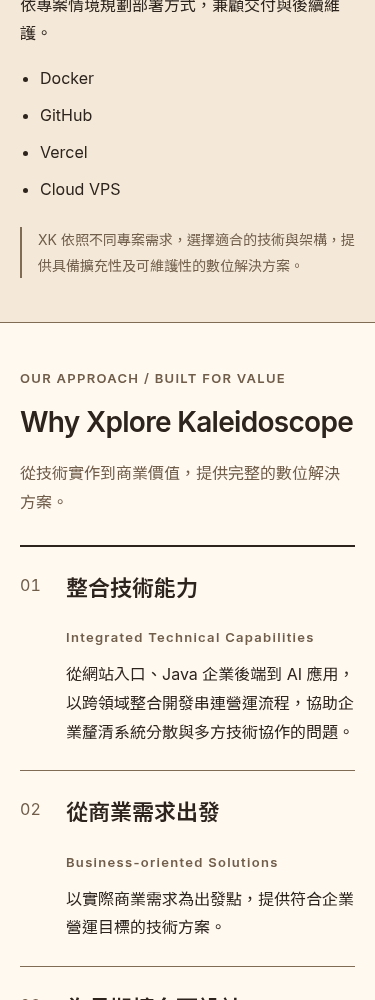 依專案情境規劃部署方式，兼顧交付與後續維
護。
Docker
GitHub
Vercel
Cloud VPS
XK 依照不同專案需求，選擇適合的技術與架構，提
供具備擴充性及可維護性的數位解決方案。
OUR APPROACH / BUILT FOR VALUE
Why Xplore Kaleidoscope
從技術實作到商業價值，提供完整的數位解決
方案。
01
整合技術能力
Integrated Technical Capabilities
從網站入口、Java 企業後端到 AI 應用，
以跨領域整合開發串連營運流程，協助企
業釐清系統分散與多方技術協作的問題。
02
從商業需求出發
Business-oriented Solutions
以實際商業需求為出發點，提供符合企業
營運目標的技術方案。